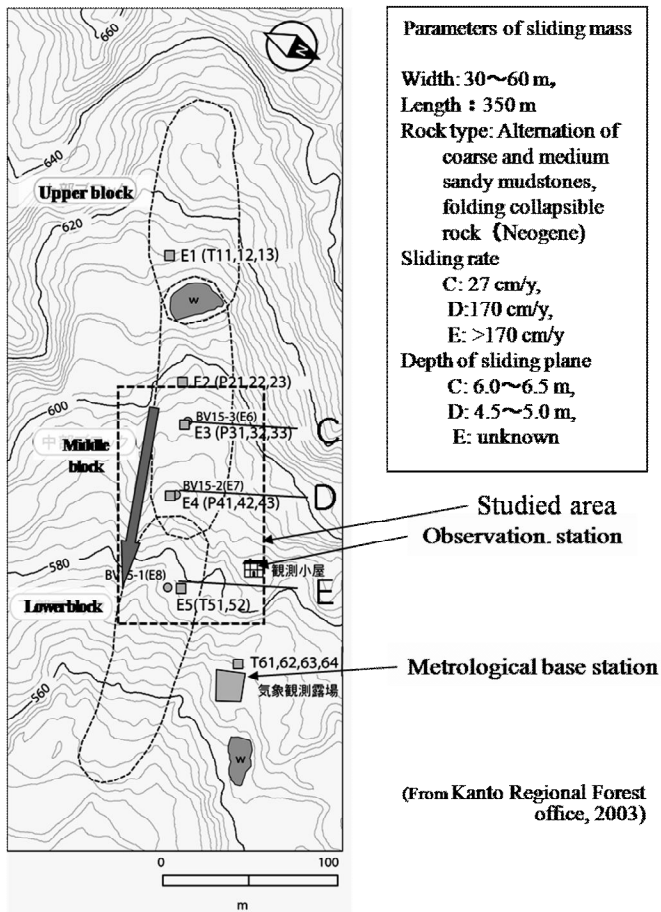 660
N
640
Upper block
620
E1 (T11,12,13)
W
E2 (P21,22,23)
600
BV15-3(E6)
E3 (P31,32,33)
C
Middle
block
BV15-2(E7)
E4 (P41,42,43)
D
580
観測小屋
BV15-1(E8)
E
Lower block
E5(T51,52)
T61,62,63,64
気象観測露場
560
W
0 100
m
Parameters of sliding mass
Width: 30~60 m,
Length : 350 m
Rock type: Alternation of
coarse and medium
sandy mudstones,
folding collapsible
rock (Neogene)
Sliding rate
C: 27 cm/y,
D:170 cm/y,
E: >170 cm/y
Depth of sliding plane
C: 6.0~6.5 m,
D: 4.5~5.0 m,
E: unknown
Studied area
Observation. station
Metrological base station
(From Kanto Regional Forest
office, 2003)